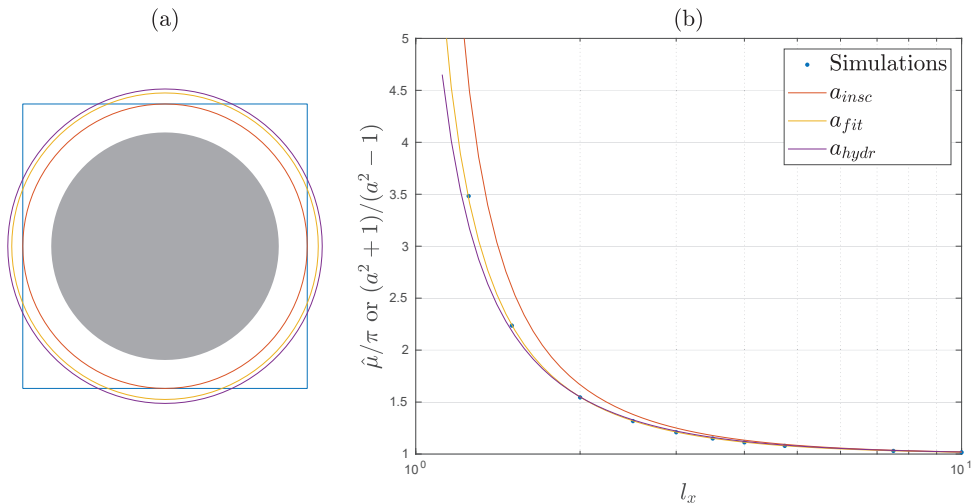 (a)
(b)
μ̂/π or (a² + 1)/(a² − 1)
5
4.5
4
3.5
3
2.5
2
1.5
1
10⁰
10¹
l_x
Simulations
a_insc
a_fit
a_hydr